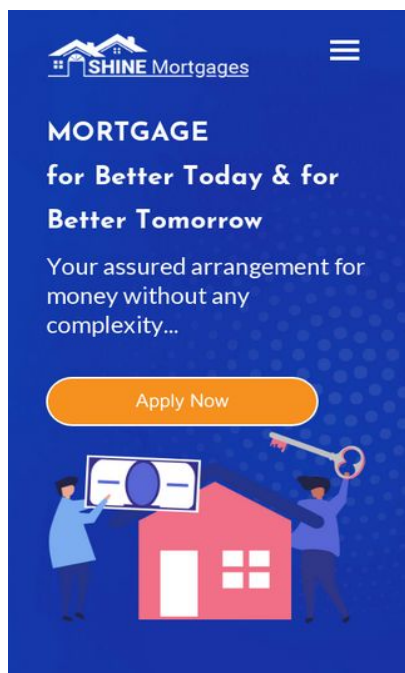 SHINE Mortgages
MORTGAGE
for Better Today & for
Better Tomorrow
Your assured arrangement for
money without any
complexity...
Apply Now